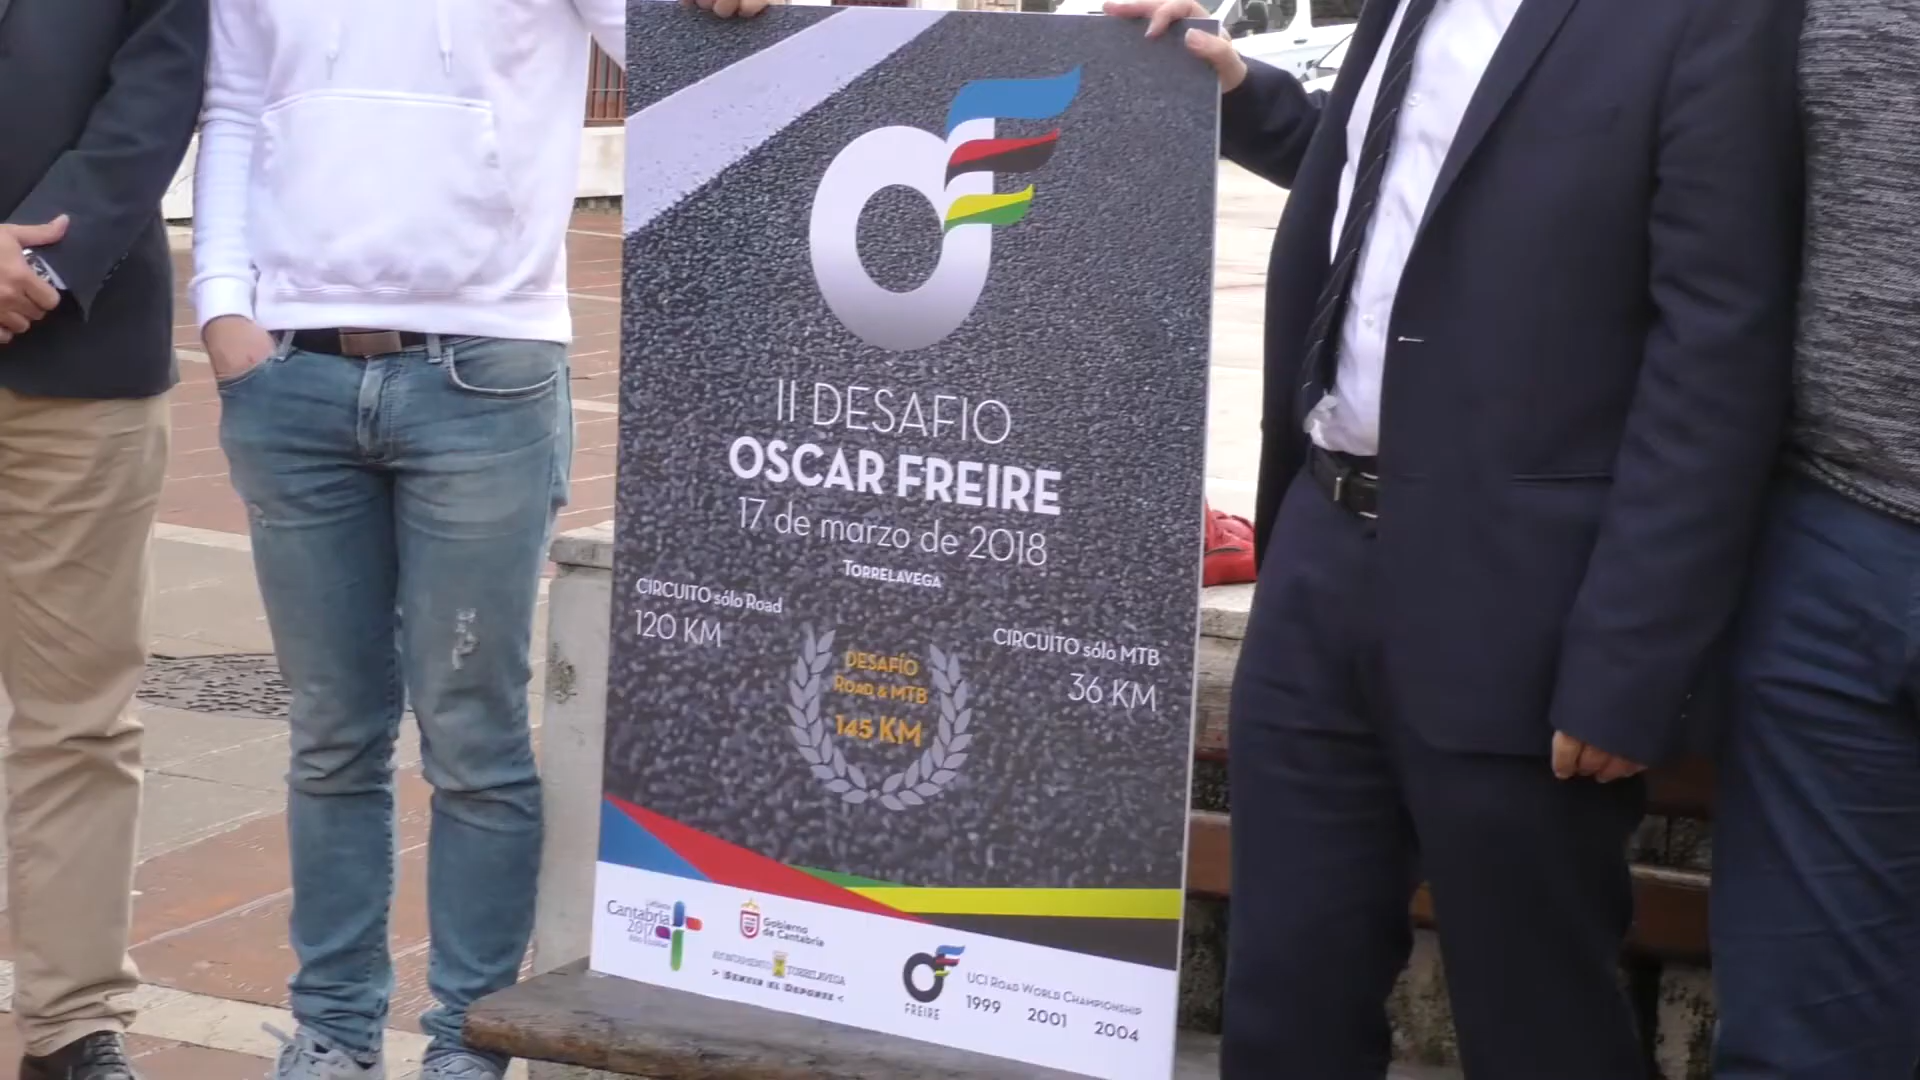 II DESAFIO
OSCAR FREIRE
17 de marzo de 2018
TORRELAVEGA
CIRCUITO sólo Road
120 KM
CIRCUITO sólo MTB
36 KM
DESAFÍO
ROAD & MTB
145 KM
Cantabria
2017
Gobierno
de Cantabria
AYUNTAMIENTO TORRELAVEGA
> SENTIR EL DEPORTE <
FREIRE
UCI ROAD WORLD CHAMPIONSHIP
1999 2001 2004